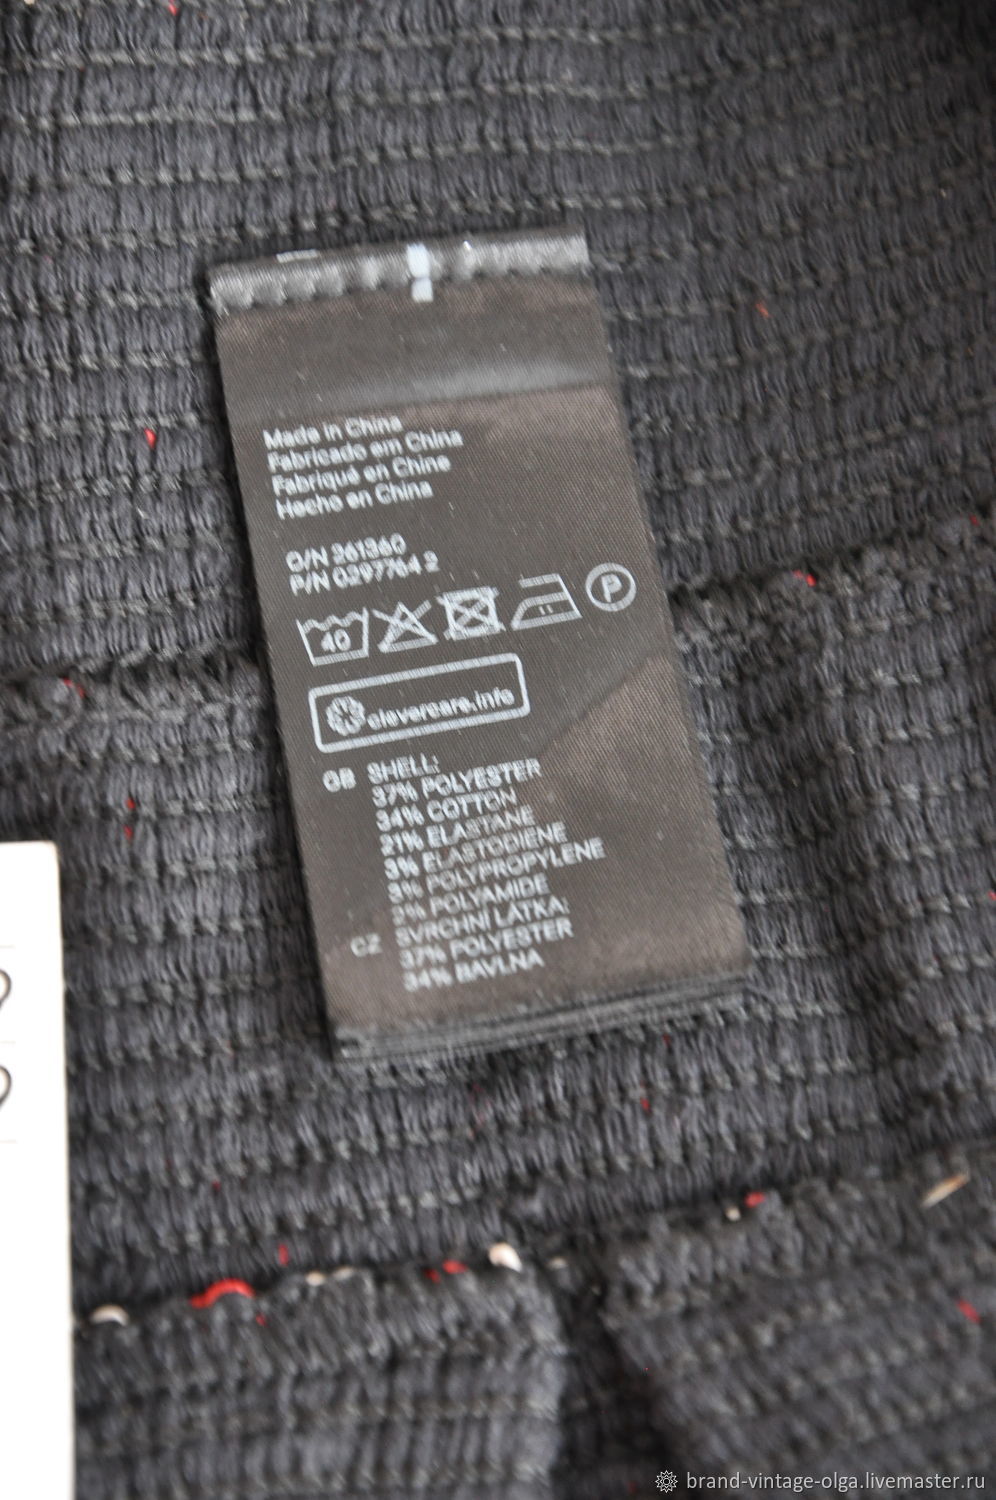 Made in China
Fabricado em China
Fabriqué en Chine
Hecho en China
O/N 261360
P/N 0297764 2
40
P
clevercare.info
GB SHELL:
37% POLYESTER
34% COTTON
21% ELASTANE
3% ELASTODIENE
3% POLYPROPYLENE
2% POLYAMIDE
CZ SVRCHNÍ LÁTKA:
37% POLYESTER
34% BAVLNA
brand-vintage-olga.livemaster.ru